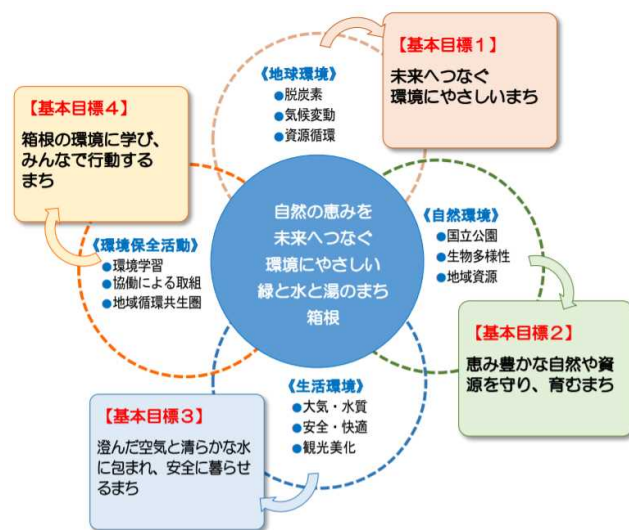 【基本目標1】
未来へつなぐ
環境にやさしいまち
《地球環境》
●脱炭素
●気候変動
●資源循環
【基本目標4】
箱根の環境に学び、
みんなで行動する
まち
自然の恵みを
未来へつなぐ
環境にやさしい
緑と水と湯のまち
箱根
《自然環境》
●国立公園
●生物多様性
●地域資源
《環境保全活動》
●環境学習
●協働による取組
●地域循環共生圏
【基本目標2】
恵み豊かな自然や資
源を守り、育むまち
《生活環境》
●大気・水質
●安全・快適
●観光美化
【基本目標3】
澄んだ空気と清らかな水
に包まれ、安全に暮らせ
るまち